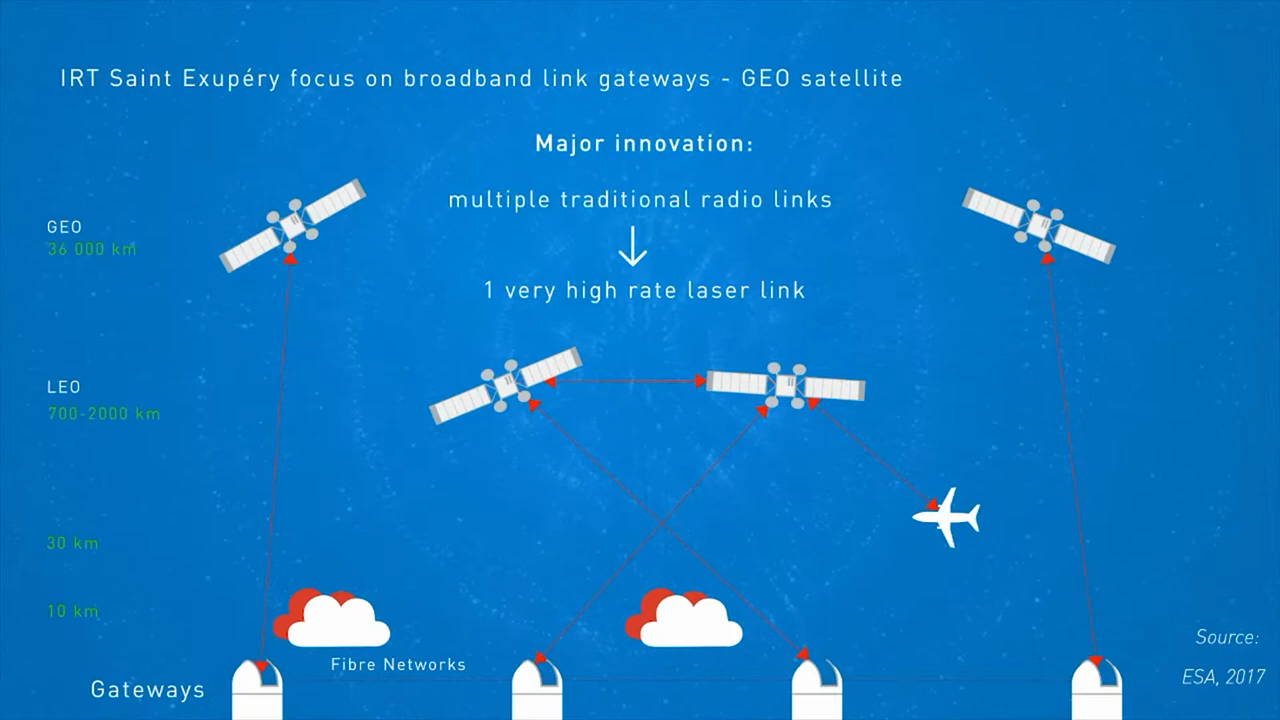 IRT Saint Exupéry focus on broadband link gateways - GEO satellite
Major innovation:
multiple traditional radio links
1 very high rate laser link
GEO
36 000 km
LEO
700-2000 km
30 km
10 km
Fibre Networks
Gateways
Source:
ESA, 2017